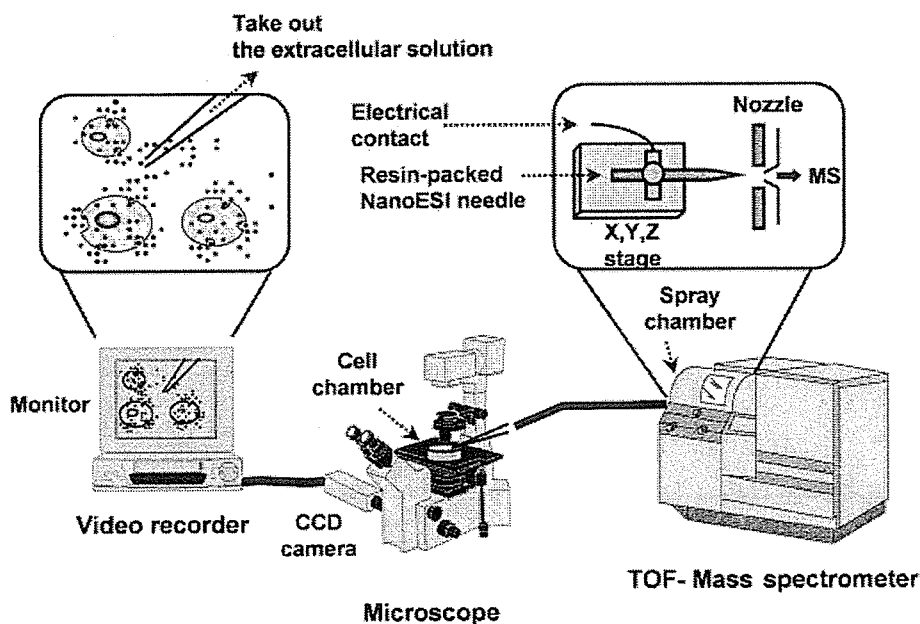 Take out
the extracellular solution
Electrical
contact
Resin-packed
NanoESI needle
Nozzle
MS
X,Y,Z
stage
Spray
chamber
Cell
chamber
Monitor
Video recorder
CCD
camera
Microscope
TOF- Mass spectrometer